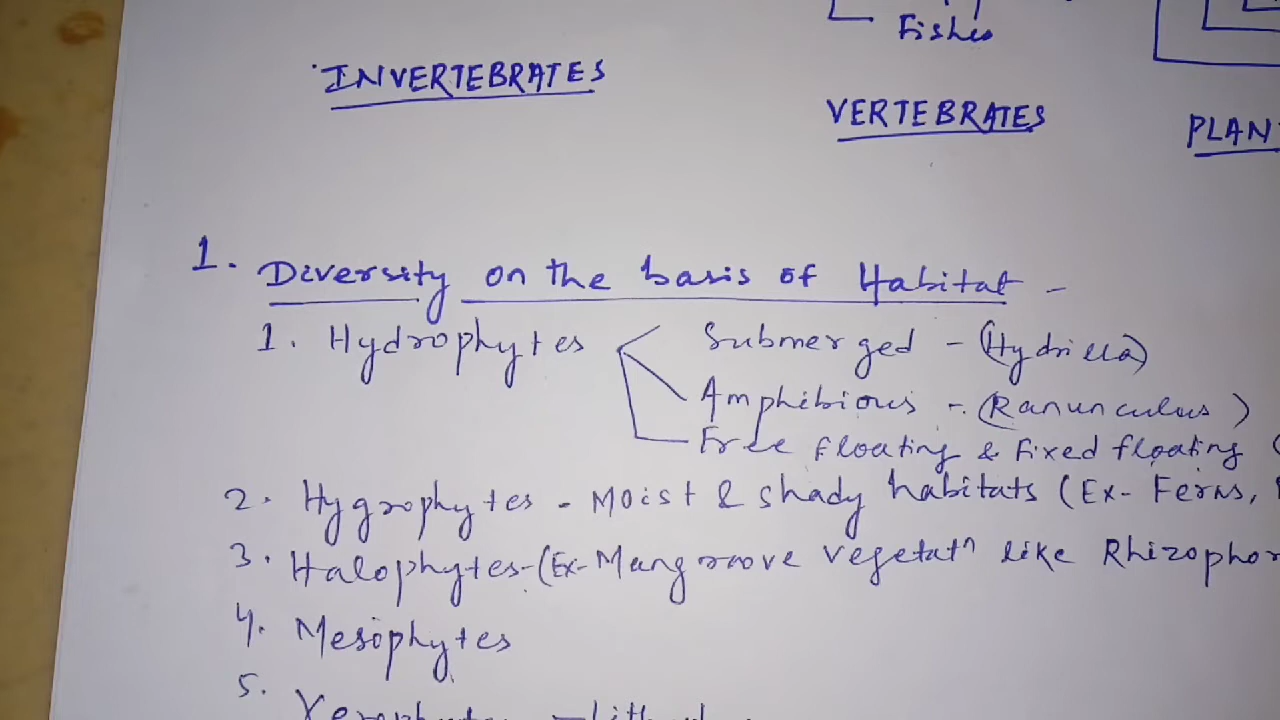 Fishes
INVERTEBRATES
VERTEBRATES
PLAN
1. Diversity on the basis of Habitat -
1. Hydrophytes Submerged - (Hydrilla)
Amphibious - (Ranunculus)
Free floating & Fixed floating (
2. Hygrophytes - Moist & shady habitats (Ex- Ferns,
3. Halophytes-(Ex- Mangroove vegetatn like Rhizophor
4. Mesophytes
5.